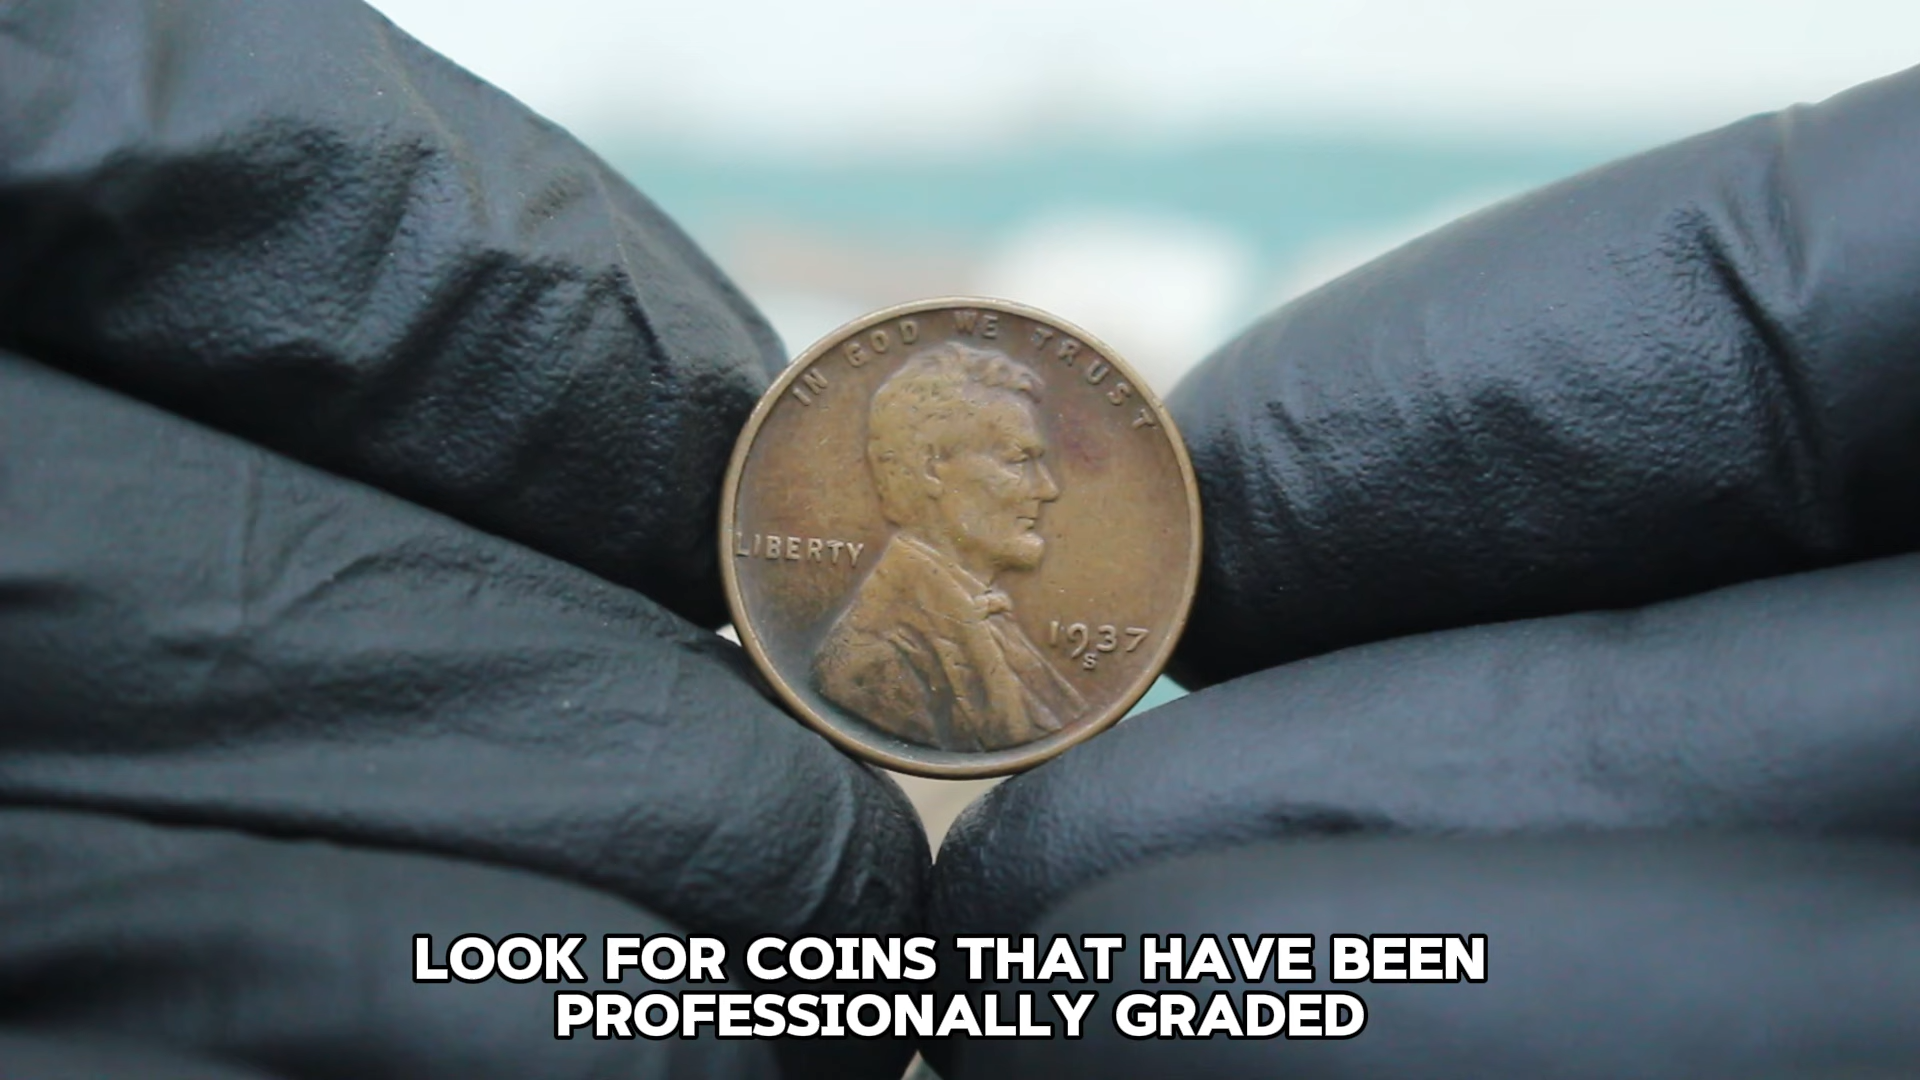 IN GOD WE TRUST
LIBERTY
1937
S
LOOK FOR COINS THAT HAVE BEEN
PROFESSIONALLY GRADED